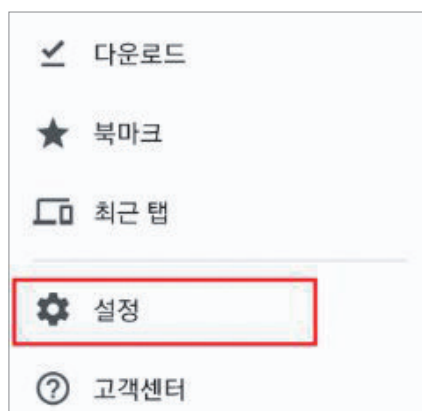 다운로드
북마크
최근 탭
설정
고객센터